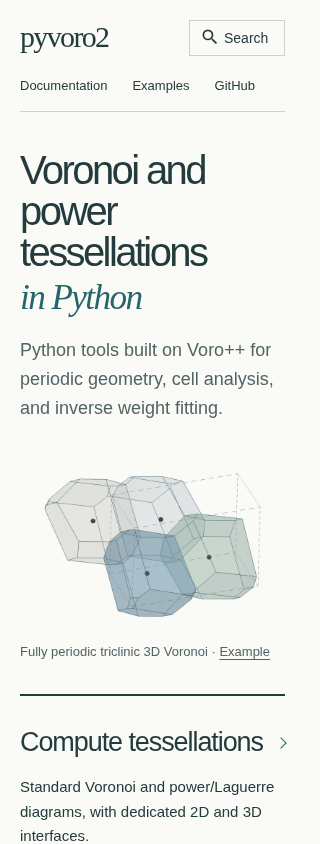 pyvoro2
Search
Documentation Examples GitHub
Voronoi and
power
tessellations
in Python
Python tools built on Voro++ for
periodic geometry, cell analysis,
and inverse weight fitting.
Fully periodic triclinic 3D Voronoi · Example
Compute tessellations
Standard Voronoi and power/Laguerre
diagrams, with dedicated 2D and 3D
interfaces.